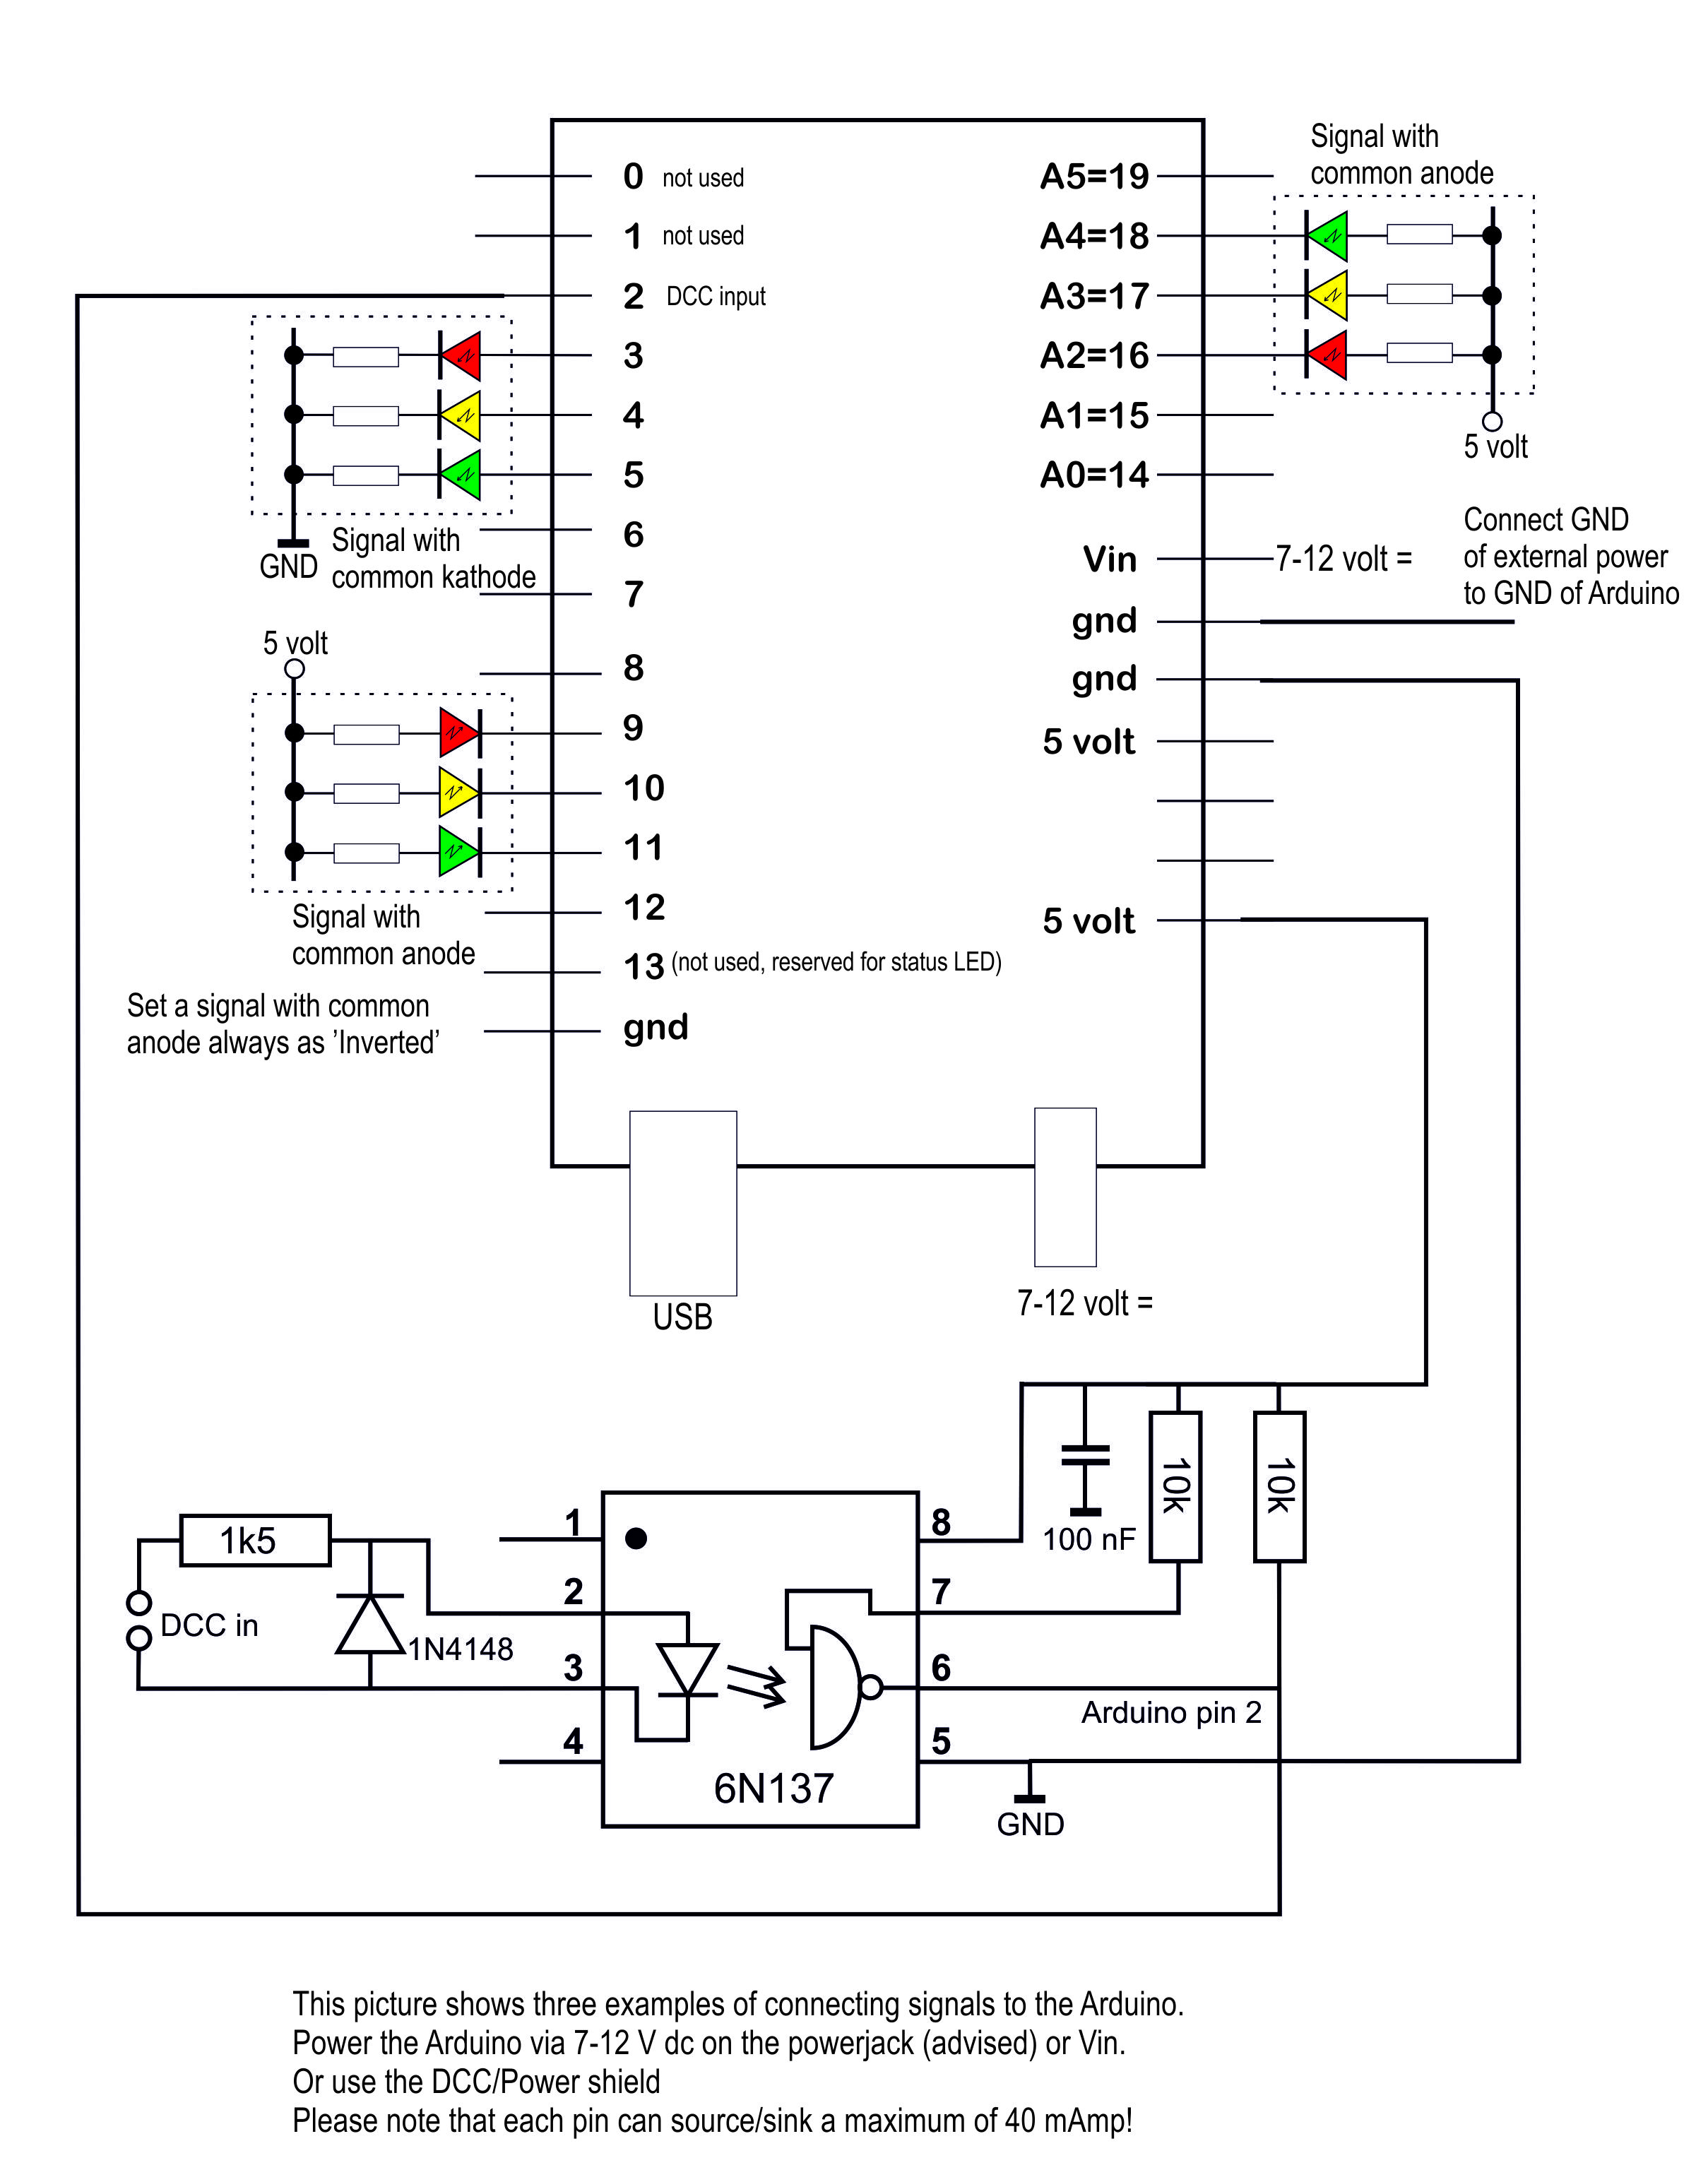 Signal with
common anode
0 not used
1 not used
2 DCC input
3
4
5
6
7
8
9
10
11
12
13 (not used, reserved for status LED)
gnd
A5=19
A4=18
A3=17
A2=16
A1=15
A0=14
Vin
gnd
gnd
5 volt
5 volt
5 volt
7-12 volt =
Connect GND
of external power
to GND of Arduino
GND
Signal with
common kathode
5 volt
Signal with
common anode
Set a signal with common
anode always as ’Inverted’
USB
7-12 volt =
1k5
DCC in
1N4148
1
2
3
4
8
7
6
5
6N137
100 nF
10k
10k
Arduino pin 2
GND
This picture shows three examples of connecting signals to the Arduino.
Power the Arduino via 7-12 V dc on the powerjack (advised) or Vin.
Or use the DCC/Power shield
Please note that each pin can source/sink a maximum of 40 mAmp!